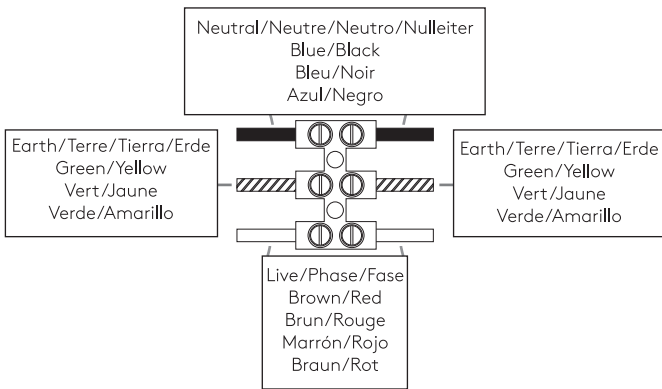 Neutral/Neutre/Neutro/Nulleiter
Blue/Black
Bleu/Noir
Azul/Negro
Earth/Terre/Tierra/Erde
Green/Yellow
Vert/Jaune
Verde/Amarillo
Earth/Terre/Tierra/Erde
Green/Yellow
Vert/Jaune
Verde/Amarillo
Live/Phase/Fase
Brown/Red
Brun/Rouge
Marrón/Rojo
Braun/Rot